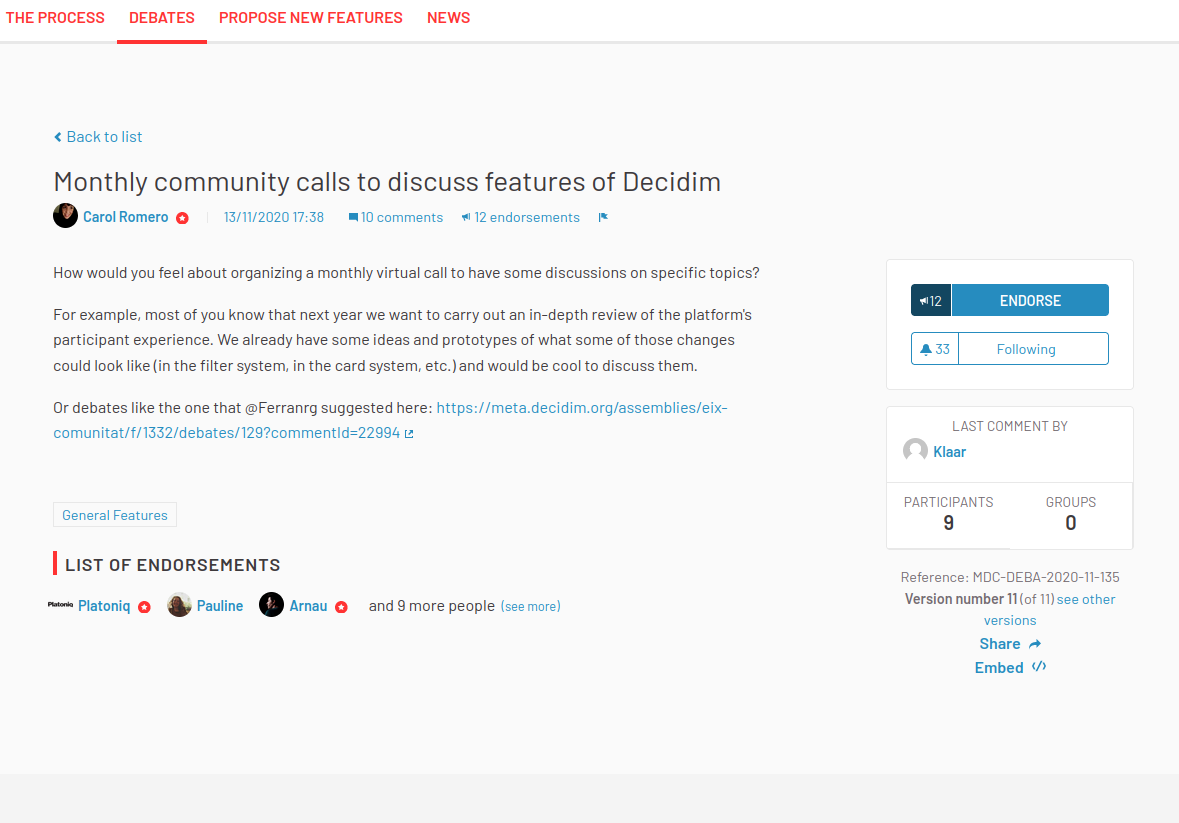 THE PROCESS DEBATES PROPOSE NEW FEATURES NEWS
Back to list
Monthly community calls to discuss features of Decidim
Carol Romero 13/11/2020 17:38 10 comments 12 endorsements
How would you feel about organizing a monthly virtual call to have some discussions on specific topics?
For example, most of you know that next year we want to carry out an in-depth review of the platform's
participant experience. We already have some ideas and prototypes of what some of those changes
could look like (in the filter system, in the card system, etc.) and would be cool to discuss them.
Or debates like the one that @Ferranrg suggested here: https://meta.decidim.org/assemblies/eix-
comunitat/f/1332/debates/129?commentId=22994
General Features
LIST OF ENDORSEMENTS
Platoniq Platoniq Pauline Arnau and 9 more people (see more)
12 ENDORSE
33 Following
LAST COMMENT BY
Klaar
PARTICIPANTS GROUPS
9 0
Reference: MDC-DEBA-2020-11-135
Version number 11 (of 11) see other
versions
Share
Embed